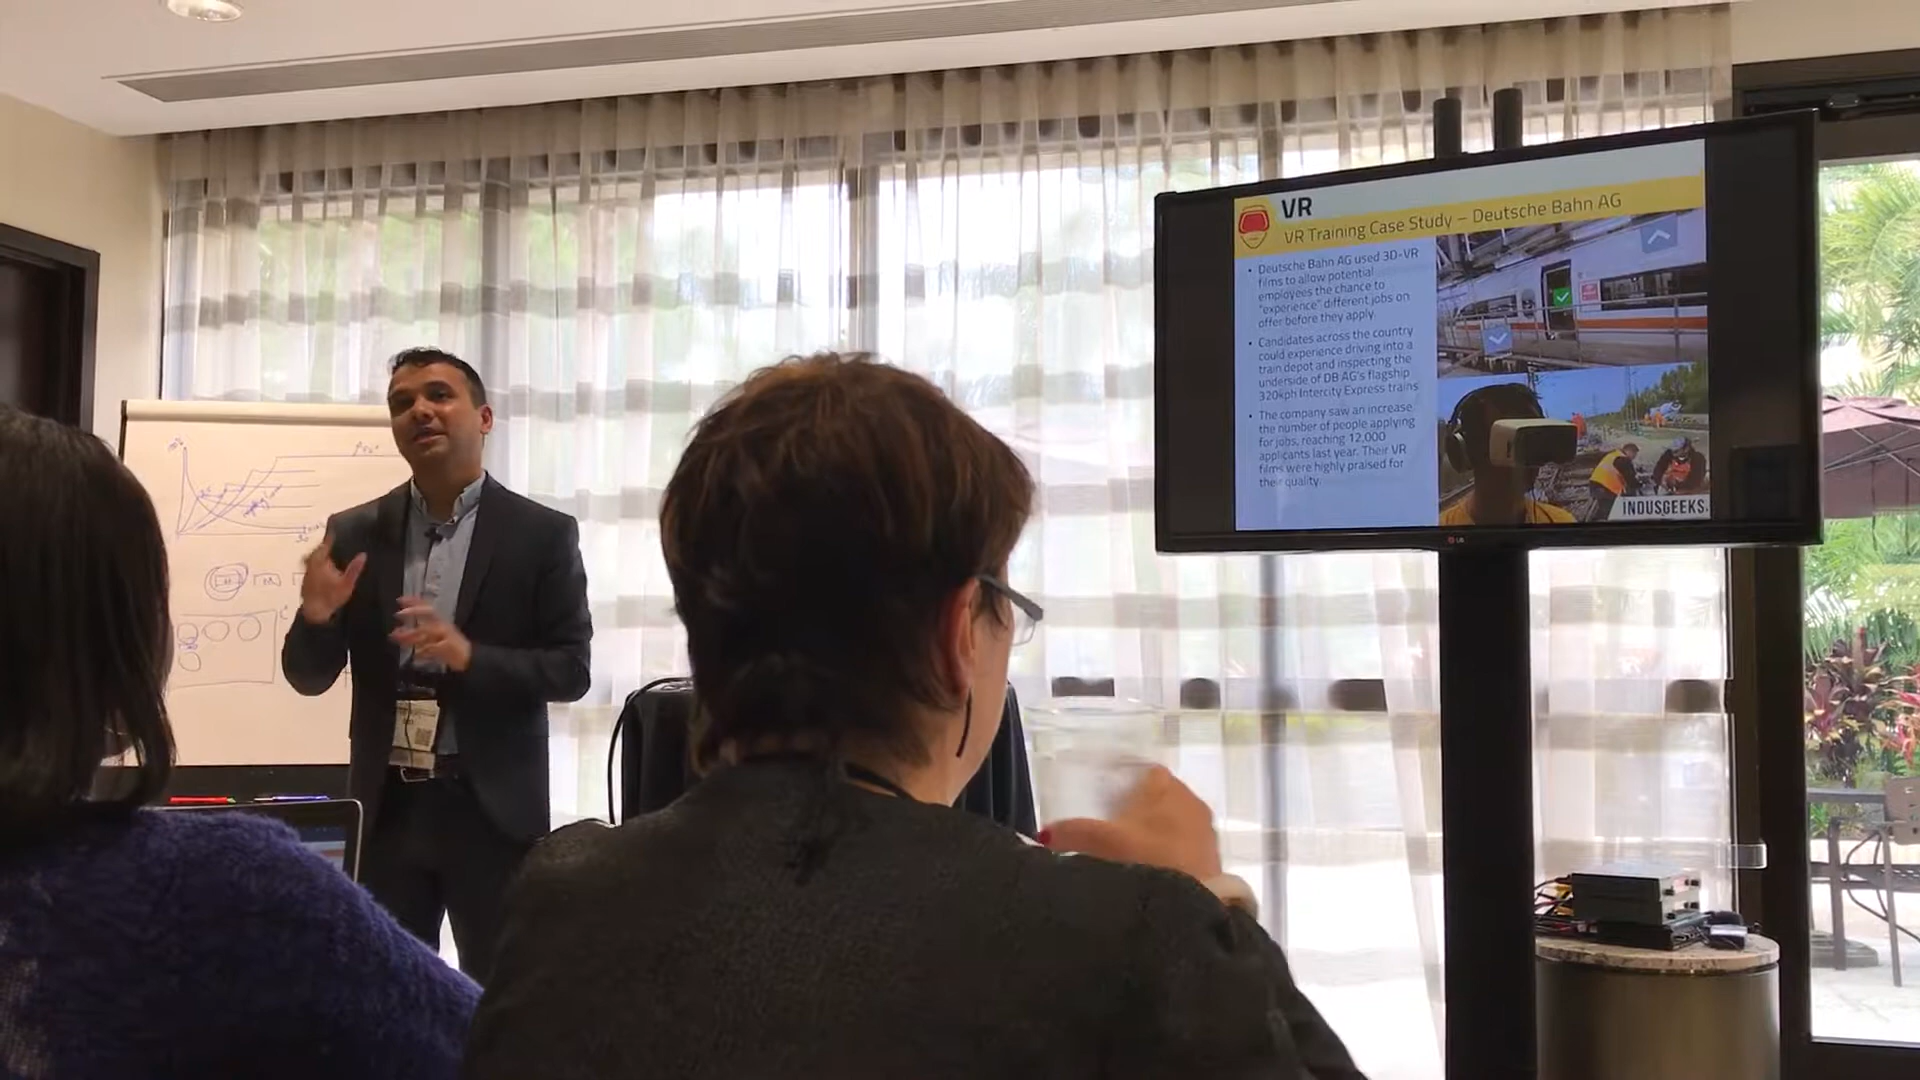 VR
VR Training Case Study – Deutsche Bahn AG
• Deutsche Bahn AG used 3D-VR
films to allow potential
employees the chance to
"experience" different jobs on
offer before they apply.
• Candidates across the country
could experience driving into a
train depot and inspecting the
underside of DB AG's flagship
320kph Intercity Express trains
• The company saw an increase
the number of people applying
for jobs, reaching 12,000
applicants last year. Their VR
films were highly praised for
their quality.
INDUSGEEKS.
LG